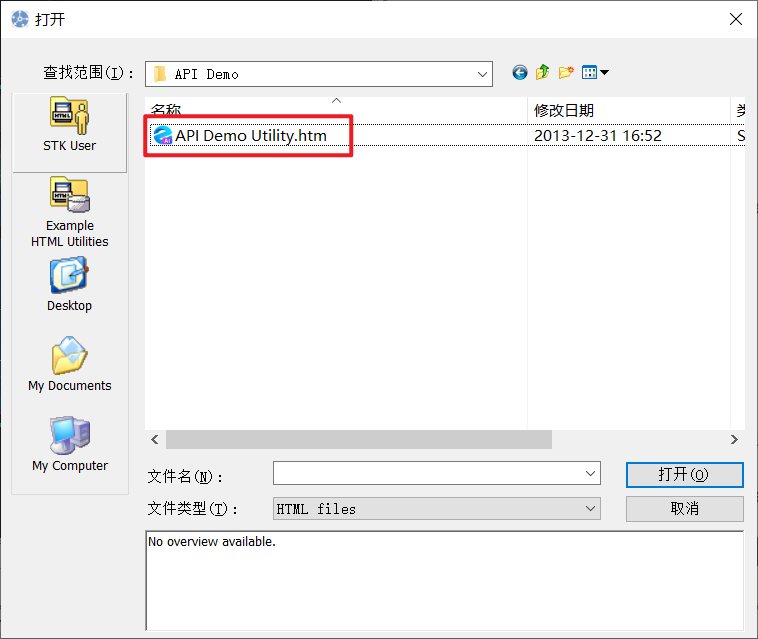 打开
查找范围(I):
API Demo
STK User
Example
HTML Utilities
Desktop
My Documents
My Computer
名称
修改日期
API Demo Utility.htm
2013-12-31 16:52
S
文件名(N):
打开(O)
文件类型(T):
HTML files
取消
No overview available.